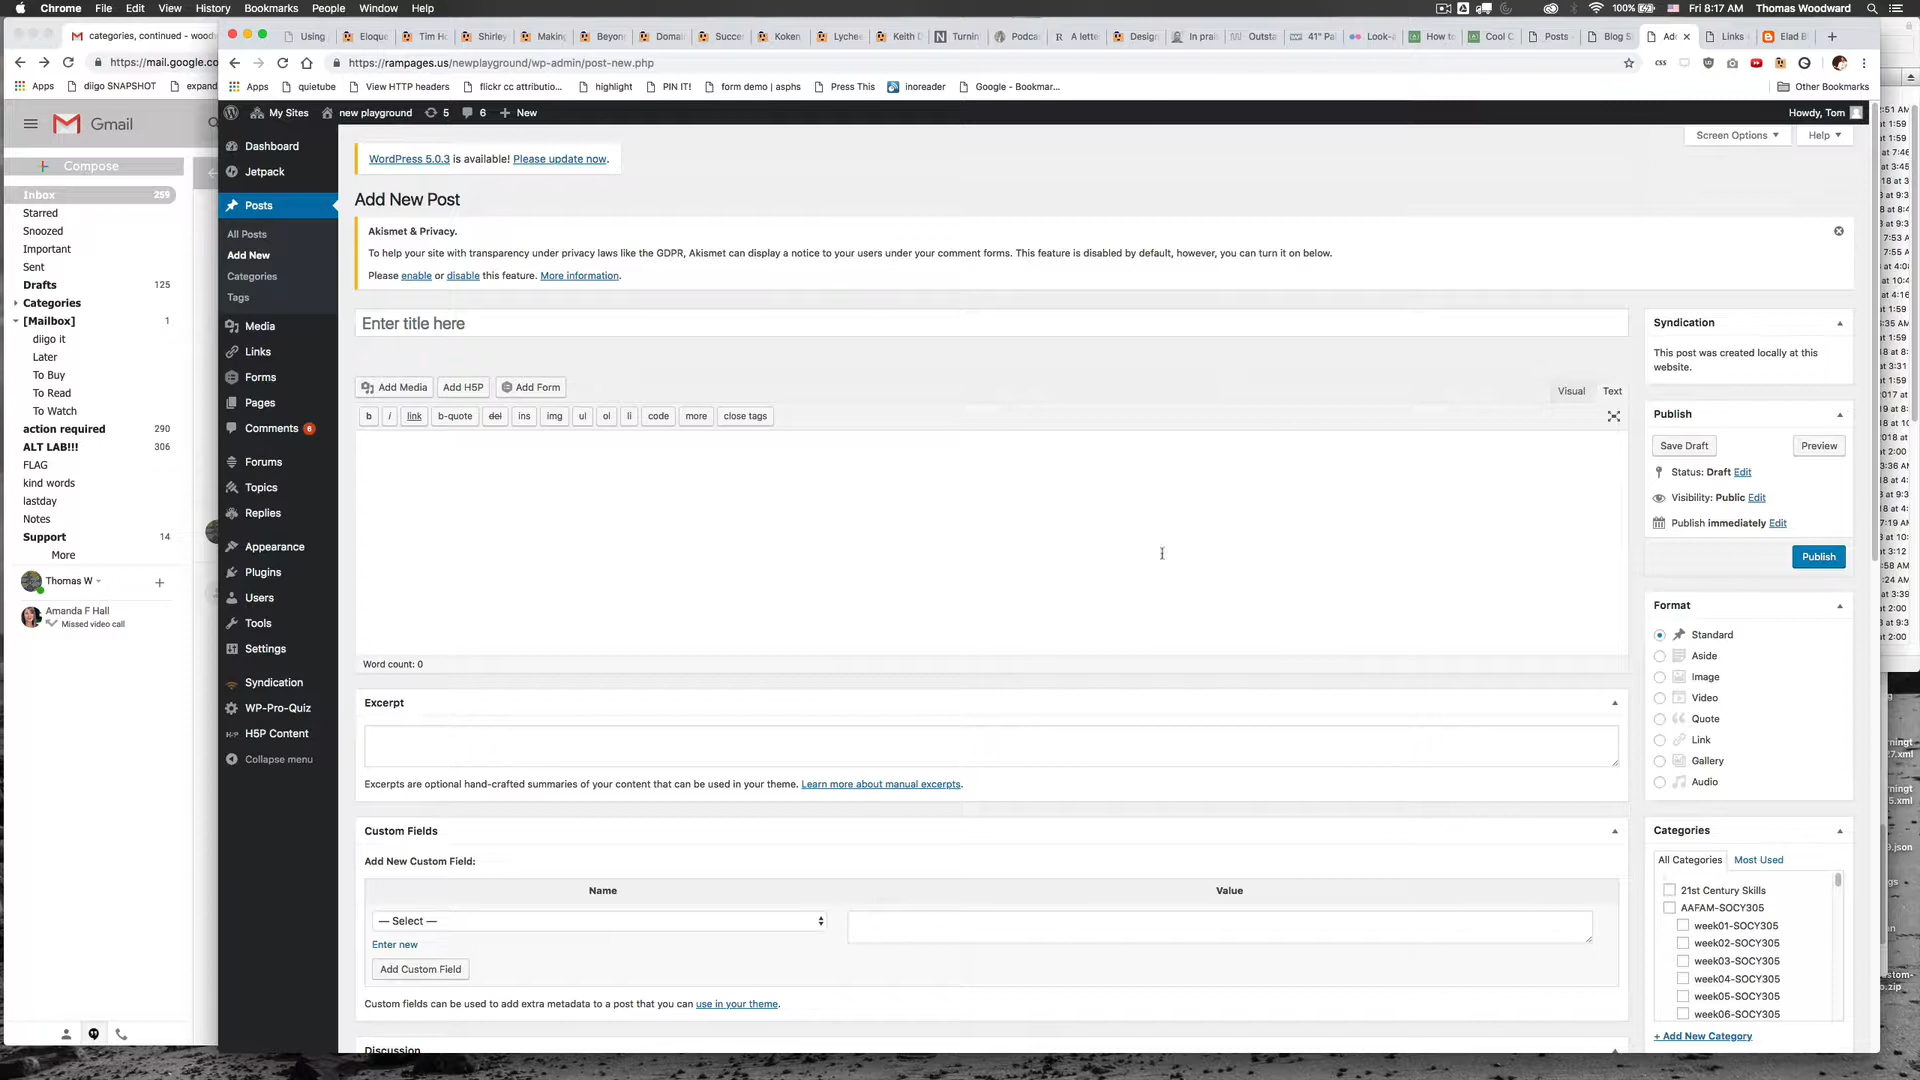 Chrome File Edit View History Bookmarks People Window Help 100% Fri 8:17 AM Thomas Woodward
categories, continued - woodw
Using Eloque Tim Ho Shirley Making Beyon Domai Succes Koken Lychee Keith D Turnin Podca A lette Design In prai Outsta 41" Pa Look-a How to Cool C Posts Blog S Ad Links Elad B
https://mail.google.co
https://rampages.us/newplayground/wp-admin/post-new.php
Apps diigo SNAPSHOT expand
Apps quietube View HTTP headers flickr cc attributio... highlight PIN IT! form demo | asphs Press This inoreader Google - Bookmar... Other Bookmarks
My Sites new playground 5 6 New Howdy, Tom
Gmail
Compose
Inbox 259
Starred
Snoozed
Important
Sent
Drafts 125
Categories
[Mailbox] 1
diigo it
Later
To Buy
To Read
To Watch
action required 290
ALT LAB!!! 306
FLAG
kind words
lastday
Notes
Support 14
More
Thomas W
Amanda F Hall
Missed video call
Dashboard
Jetpack
Posts
All Posts
Add New
Categories
Tags
Media
Links
Forms
Pages
Comments 6
Forums
Topics
Replies
Appearance
Plugins
Users
Tools
Settings
Syndication
WP-Pro-Quiz
H5P Content
Collapse menu
Screen Options Help
WordPress 5.0.3 is available! Please update now.
Add New Post
Akismet & Privacy.
To help your site with transparency under privacy laws like the GDPR, Akismet can display a notice to your users under your comment forms. This feature is disabled by default, however, you can turn it on below.
Please enable or disable this feature. More information.
Enter title here
Add Media Add H5P Add Form
Visual Text
b i link b-quote del ins img ul ol li code more close tags
Word count: 0
Excerpt
Excerpts are optional hand-crafted summaries of your content that can be used in your theme. Learn more about manual excerpts.
Custom Fields
Add New Custom Field:
Name Value
— Select —
Enter new
Add Custom Field
Custom fields can be used to add extra metadata to a post that you can use in your theme.
Discussion
Syndication
This post was created locally at this
website.
Publish
Save Draft Preview
Status: Draft Edit
Visibility: Public Edit
Publish immediately Edit
Publish
Format
Standard
Aside
Image
Video
Quote
Link
Gallery
Audio
Categories
All Categories Most Used
21st Century Skills
AAFAM-SOCY305
week01-SOCY305
week02-SOCY305
week03-SOCY305
week04-SOCY305
week05-SOCY305
week06-SOCY305
+ Add New Category